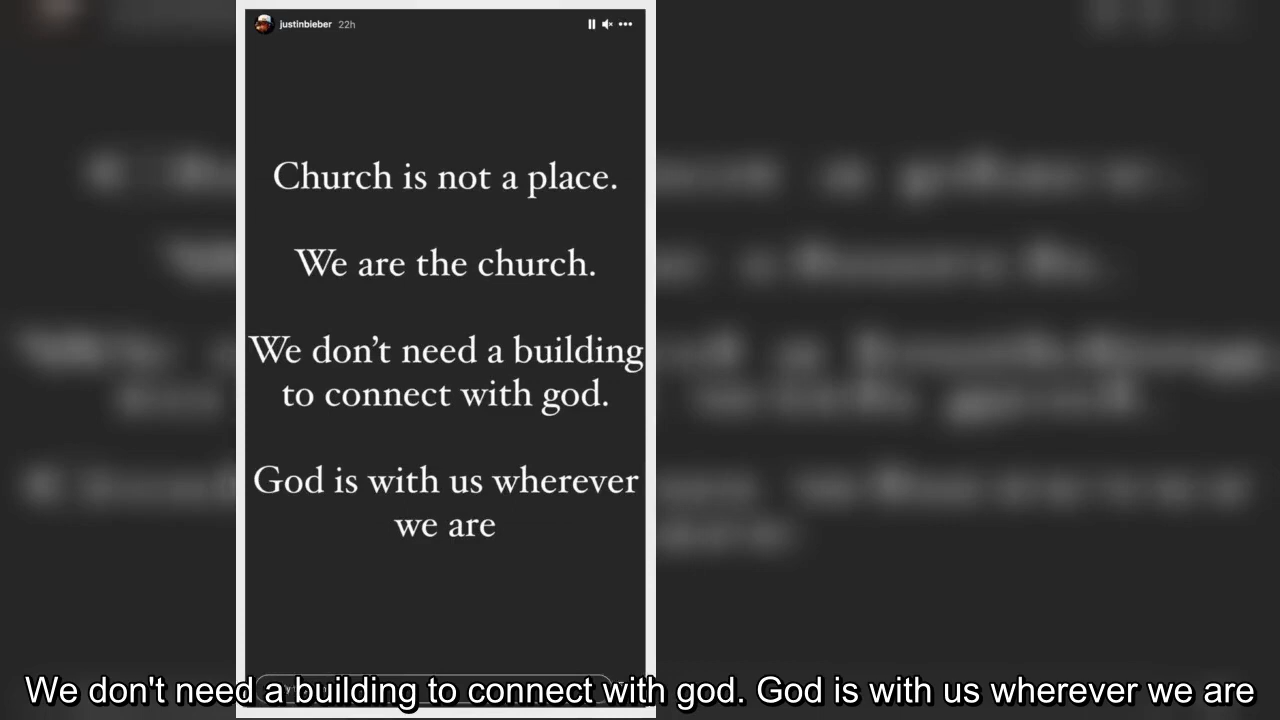 justinbieber 22h
Church is not a place.
We are the church.
We don’t need a building
to connect with god.
God is with us wherever
we are
We don't need a building to connect with god. God is with us wherever we are